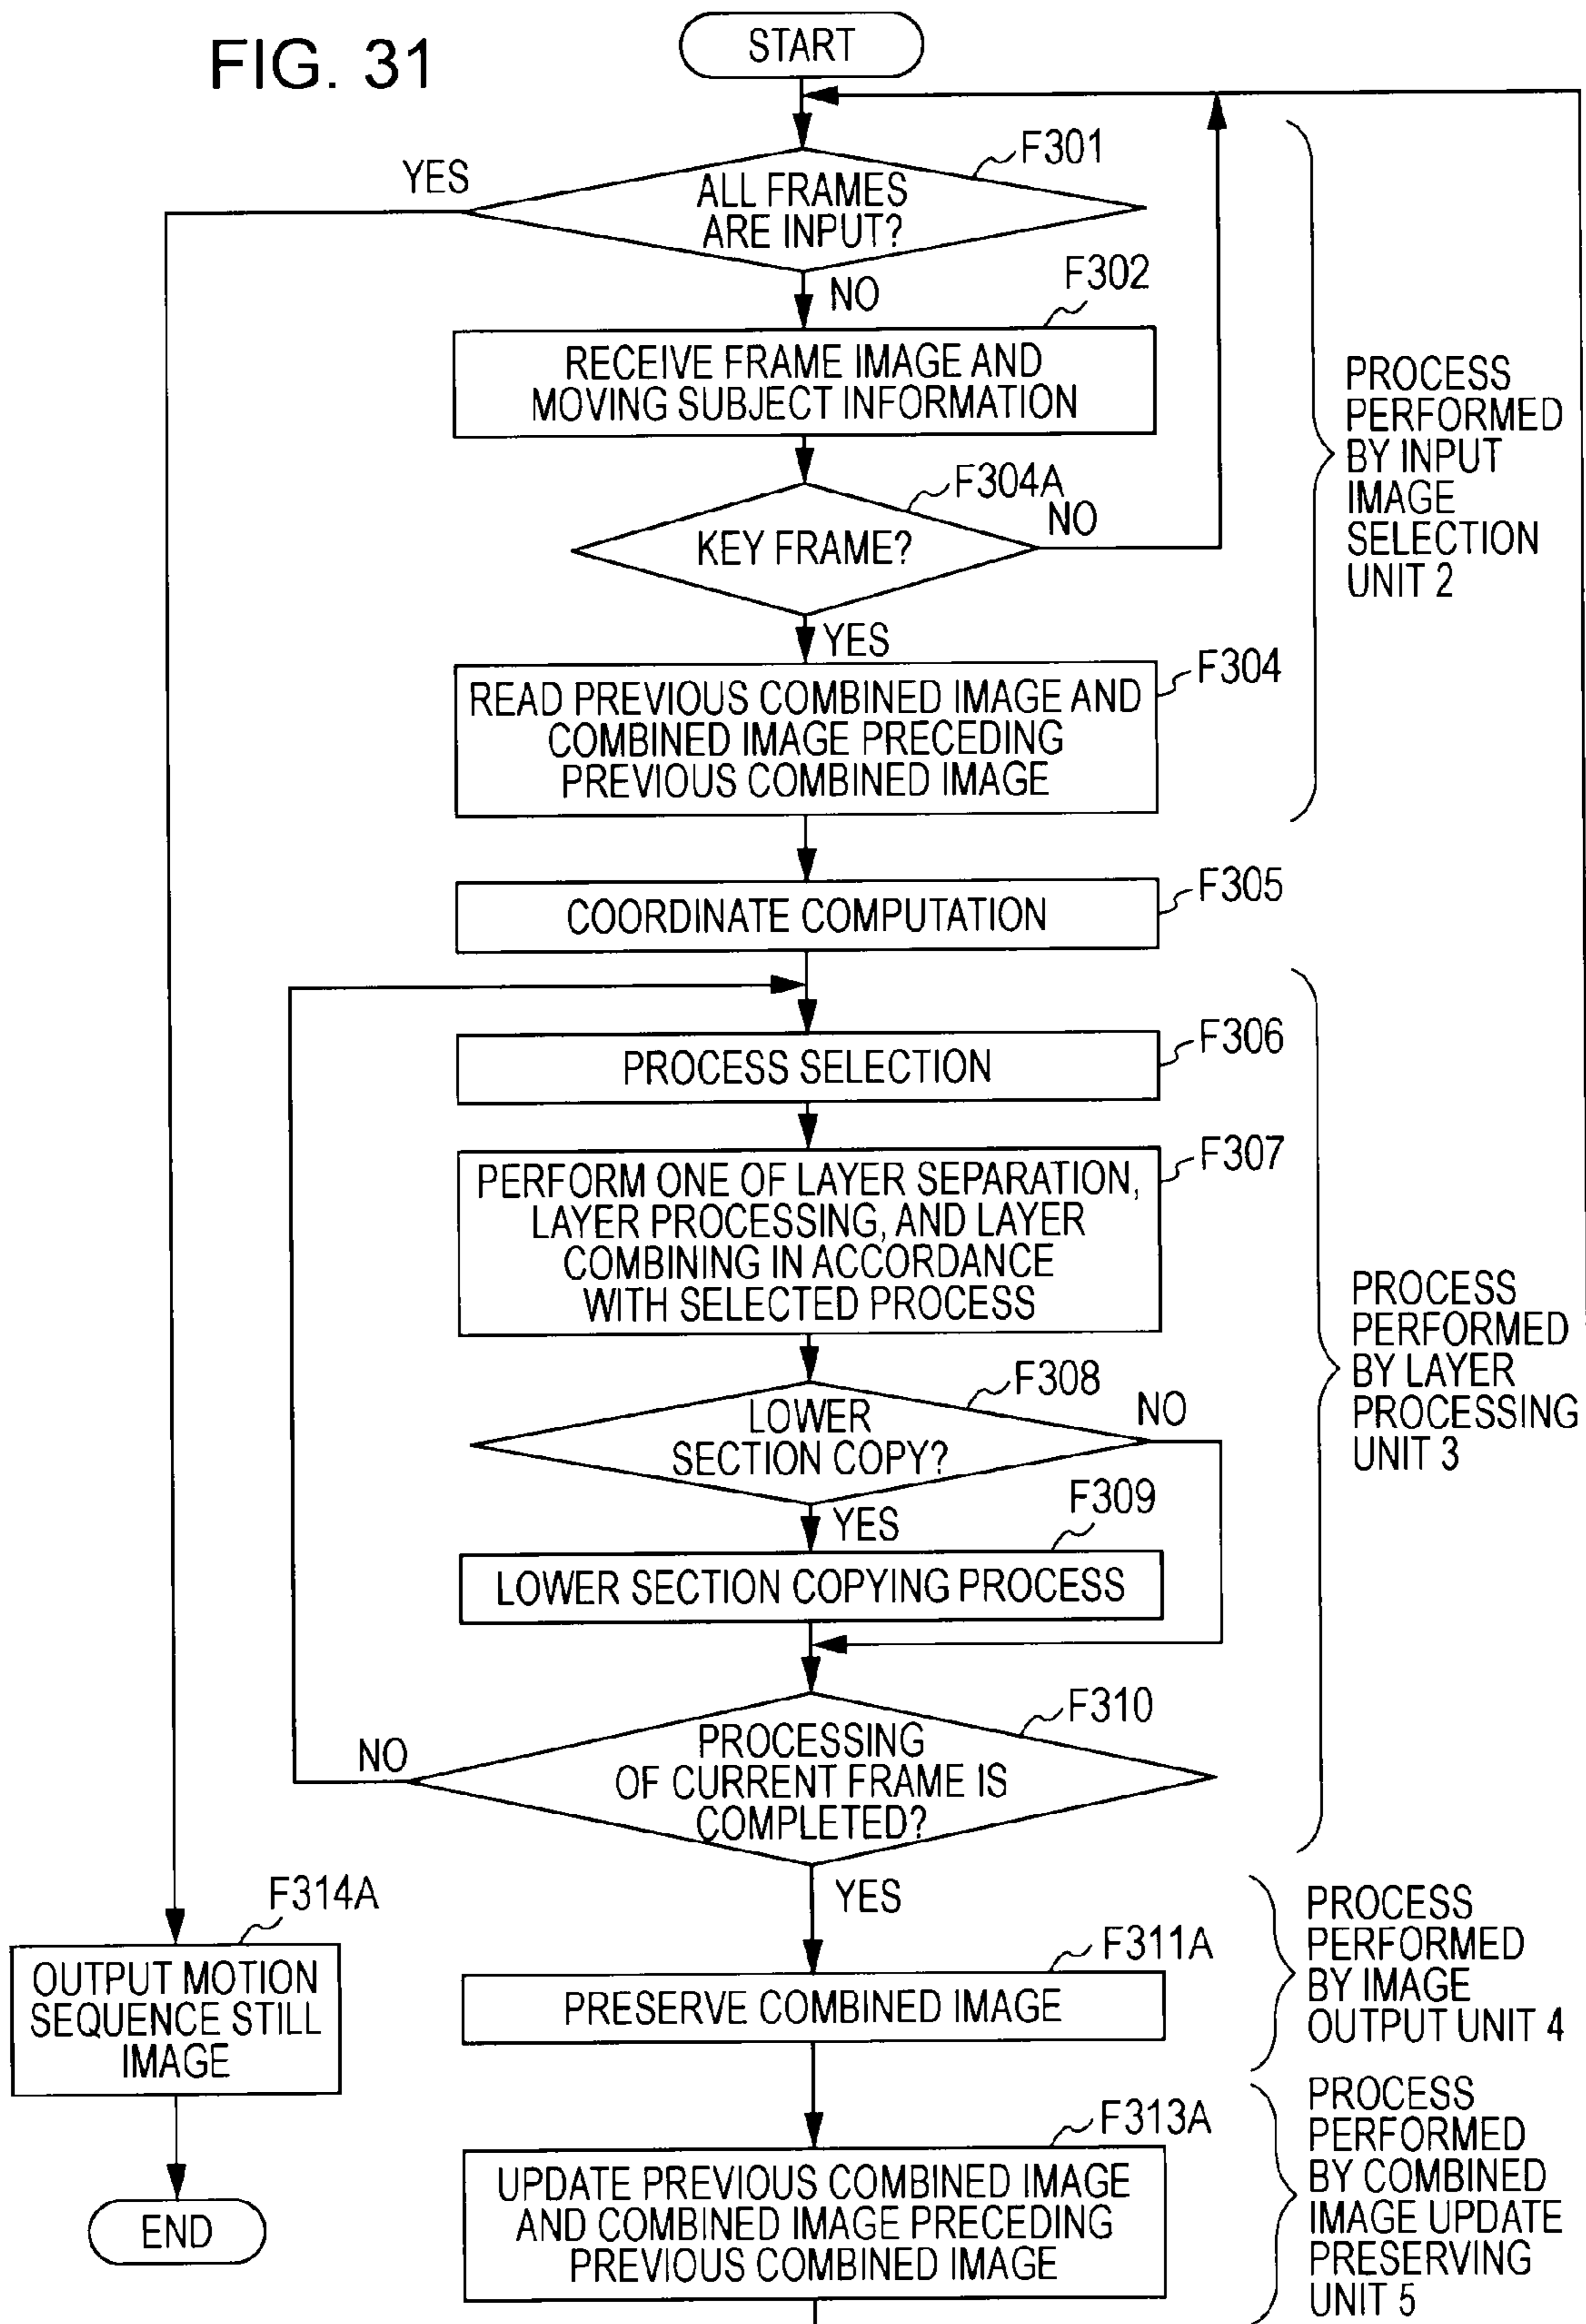 FIG. 31
START
F301
YES
ALL FRAMES
ARE INPUT?
NO
F302
RECEIVE FRAME IMAGE AND
MOVING SUBJECT INFORMATION
F304A
KEY FRAME?
NO
YES
F304
READ PREVIOUS COMBINED IMAGE AND
COMBINED IMAGE PRECEDING
PREVIOUS COMBINED IMAGE
PROCESS
PERFORMED
BY INPUT
IMAGE
SELECTION
UNIT 2
F305
COORDINATE COMPUTATION
F306
PROCESS SELECTION
F307
PERFORM ONE OF LAYER SEPARATION,
LAYER PROCESSING, AND LAYER
COMBINING IN ACCORDANCE
WITH SELECTED PROCESS
F308
LOWER
SECTION COPY?
NO
YES
F309
LOWER SECTION COPYING PROCESS
F310
PROCESSING
OF CURRENT FRAME IS
COMPLETED?
NO
YES
PROCESS
PERFORMED
BY LAYER
PROCESSING
UNIT 3
F311A
PRESERVE COMBINED IMAGE
PROCESS
PERFORMED
BY IMAGE
OUTPUT UNIT 4
F313A
UPDATE PREVIOUS COMBINED IMAGE
AND COMBINED IMAGE PRECEDING
PREVIOUS COMBINED IMAGE
PROCESS
PERFORMED
BY COMBINED
IMAGE UPDATE
PRESERVING
UNIT 5
F314A
OUTPUT MOTION
SEQUENCE STILL
IMAGE
END